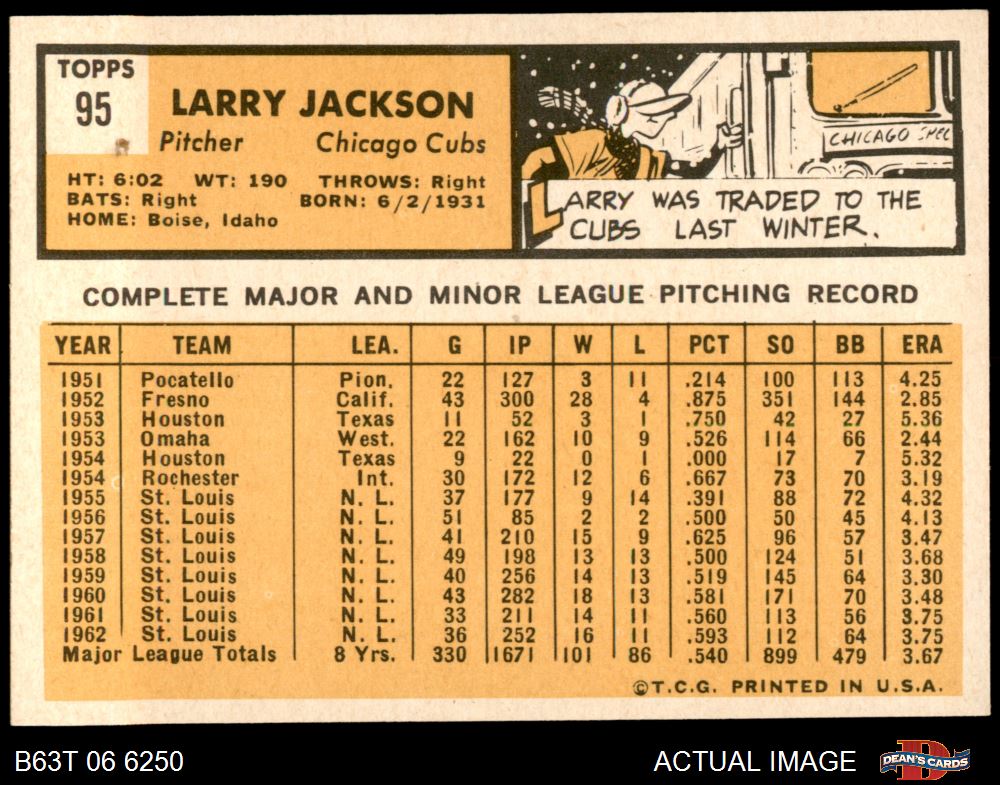 TOPPS
95
LARRY JACKSON
Pitcher Chicago Cubs
HT: 6:02 WT: 190 THROWS: Right
BATS: Right BORN: 6/2/1931
HOME: Boise, Idaho
CHICAGO SPEC
LARRY WAS TRADED TO THE
CUBS LAST WINTER.
COMPLETE MAJOR AND MINOR LEAGUE PITCHING RECORD
YEAR TEAM LEA. G IP W L PCT SO BB ERA
1951 Pocatello Pion. 22 127 3 11 .214 100 113 4.25
1952 Fresno Calif. 43 300 28 4 .875 351 144 2.85
1953 Houston Texas 11 52 3 1 .750 42 27 5.36
1953 Omaha West. 22 162 10 9 .526 114 66 2.44
1954 Houston Texas 9 22 0 1 .000 17 7 5.32
1954 Rochester Int. 30 172 12 6 .667 73 70 3.19
1955 St. Louis N. L. 37 177 9 14 .391 88 72 4.32
1956 St. Louis N. L. 51 85 2 2 .500 50 45 4.13
1957 St. Louis N. L. 41 210 15 9 .625 96 57 3.47
1958 St. Louis N. L. 49 198 13 13 .500 124 51 3.68
1959 St. Louis N. L. 40 256 14 13 .519 145 64 3.30
1960 St. Louis N. L. 43 282 18 13 .581 171 70 3.48
1961 St. Louis N. L. 33 211 14 11 .560 113 56 3.75
1962 St. Louis N. L. 36 252 16 11 .593 112 64 3.75
Major League Totals 8 Yrs. 330 1671 101 86 .540 899 479 3.67
©T.C.G. PRINTED IN U.S.A.
B63T 06 6250 ACTUAL IMAGE DEAN'S CARDS